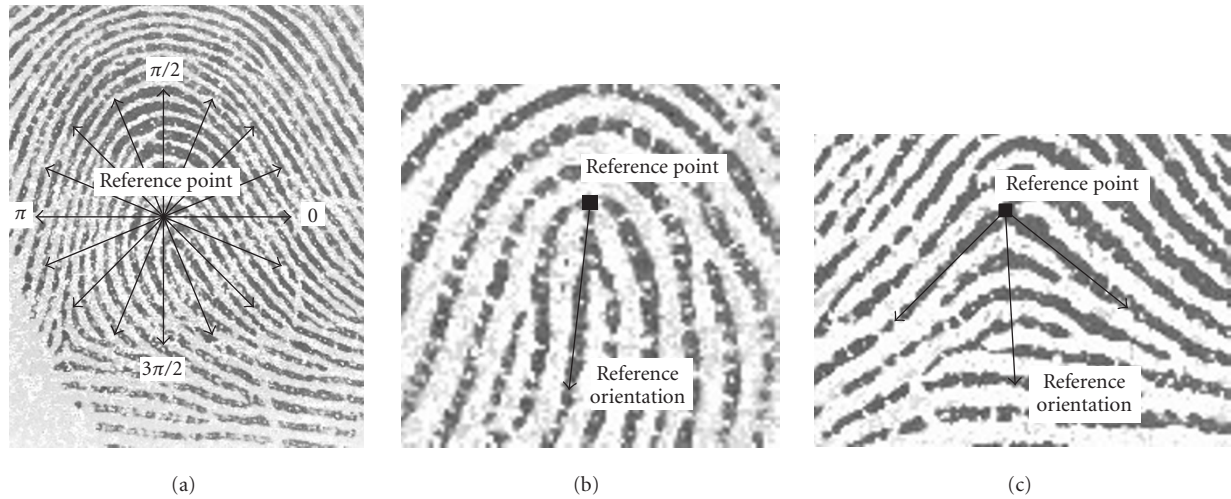 π/2
Reference point
π
0
3π/2
Reference point
Reference
orientation
Reference point
Reference
orientation
(a)
(b)
(c)